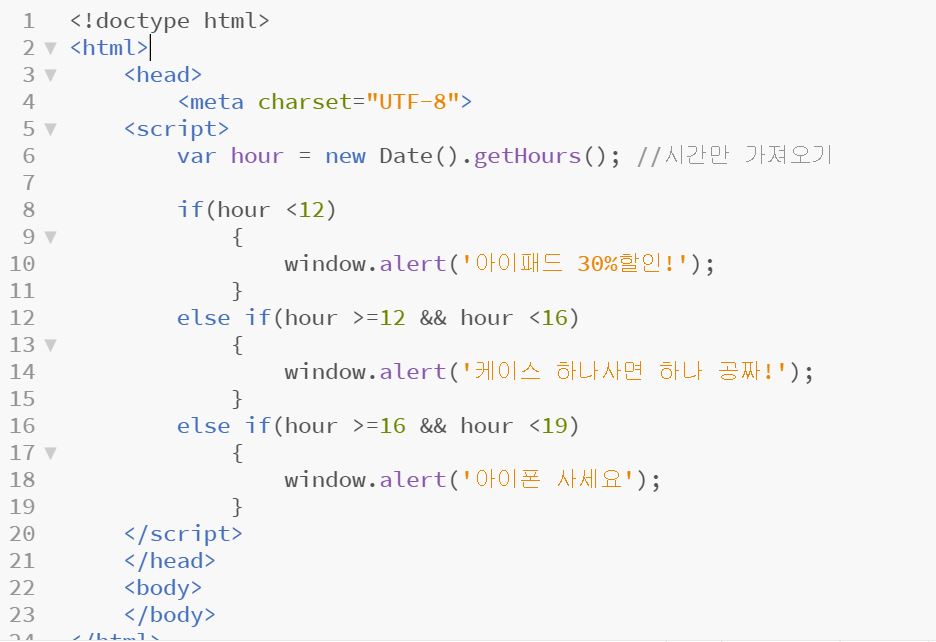 1 <!doctype html>
2 <html>
3 <head>
4 <meta charset="UTF-8">
5 <script>
6 var hour = new Date().getHours(); //시간만 가져오기
7
8 if(hour <12)
9 {
10 window.alert('아이패드 30%할인!');
11 }
12 else if(hour >=12 && hour <16)
13 {
14 window.alert('케이스 하나사면 하나 공짜!');
15 }
16 else if(hour >=16 && hour <19)
17 {
18 window.alert('아이폰 사세요');
19 }
20 </script>
21 </head>
22 <body>
23 </body>
24 </html>